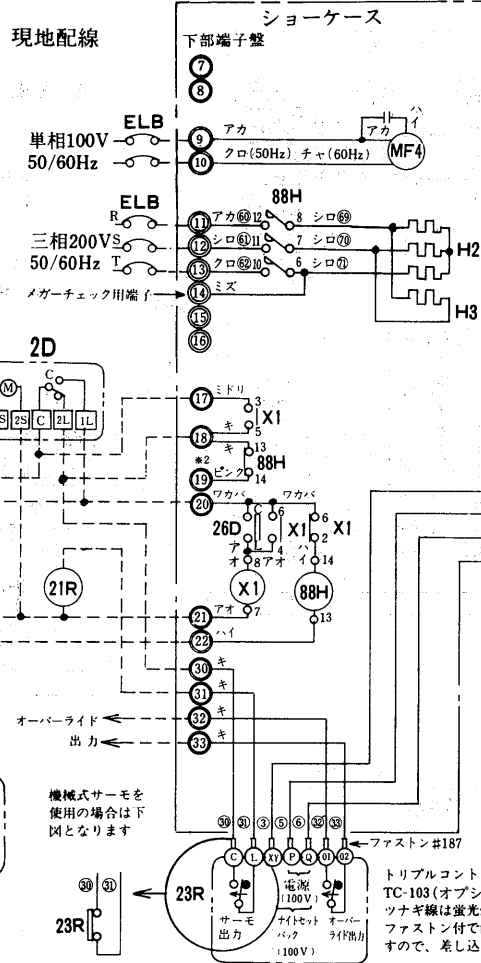 ショーケース
現地配線
下部端子盤
7
8
ELB
アカ
ハイ
アカ
単相100V
50/60Hz
9
10
クロ(50Hz) チャ(60Hz)
MF4
ELB
88H
R
11 アカ60 12 8 シロ69
三相200V S
12 シロ61 11 7 シロ70
H2
50/60Hz T
13 クロ62 10 6 シロ71
メガーチェック用端子
14 ミズ
H3
15
16
2D
M
C
S 2S C 2L 1L
17 ミドリ
3
X1
5
18 キ
13
※2
88H
19 ピンク
14
20 ワカバ
ワカバ
26D
C
L
6
4
X1
6
2
X1
アオ
8
アオ
ハイ
14
21R
X1
88H
7
13
21 アオ
22 ハイ
30 キ
31 キ
オーバーライド
32 キ
出力
33 キ
機械式サーモを
使用の場合は下
図となります
30 31 3 5 6 32 33
ファストン#187
C L XY P Q 01 02
30 31
23R
23R
電源
(100V)
サーモ
出力
ナイトセット
バック
(100V)
オーバー
ライド出力
トリプルコント
TC-103(オプシ
ツナギ線は蛍光
ファストン付で
すので、差し込